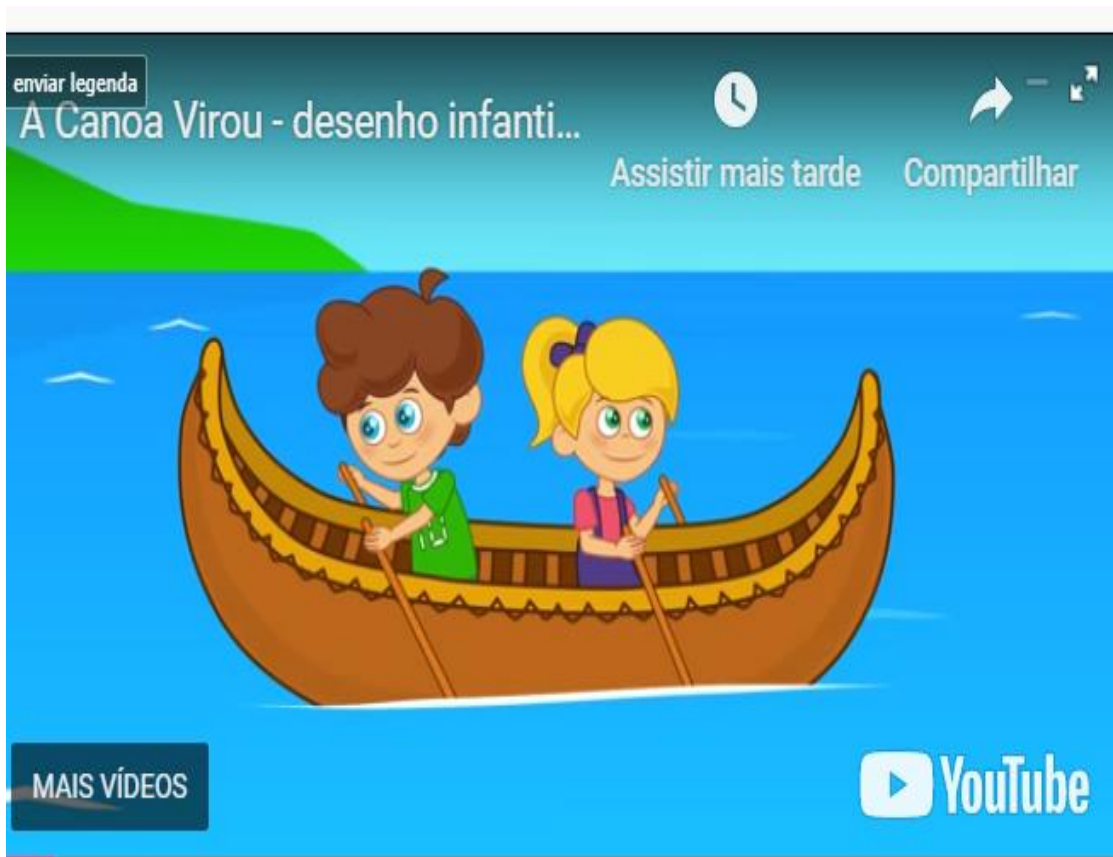 enviar legenda
A Canoa Virou - desenho infanti...
Assistir mais tarde
Compartilhar
MAIS VÍDEOS
YouTube